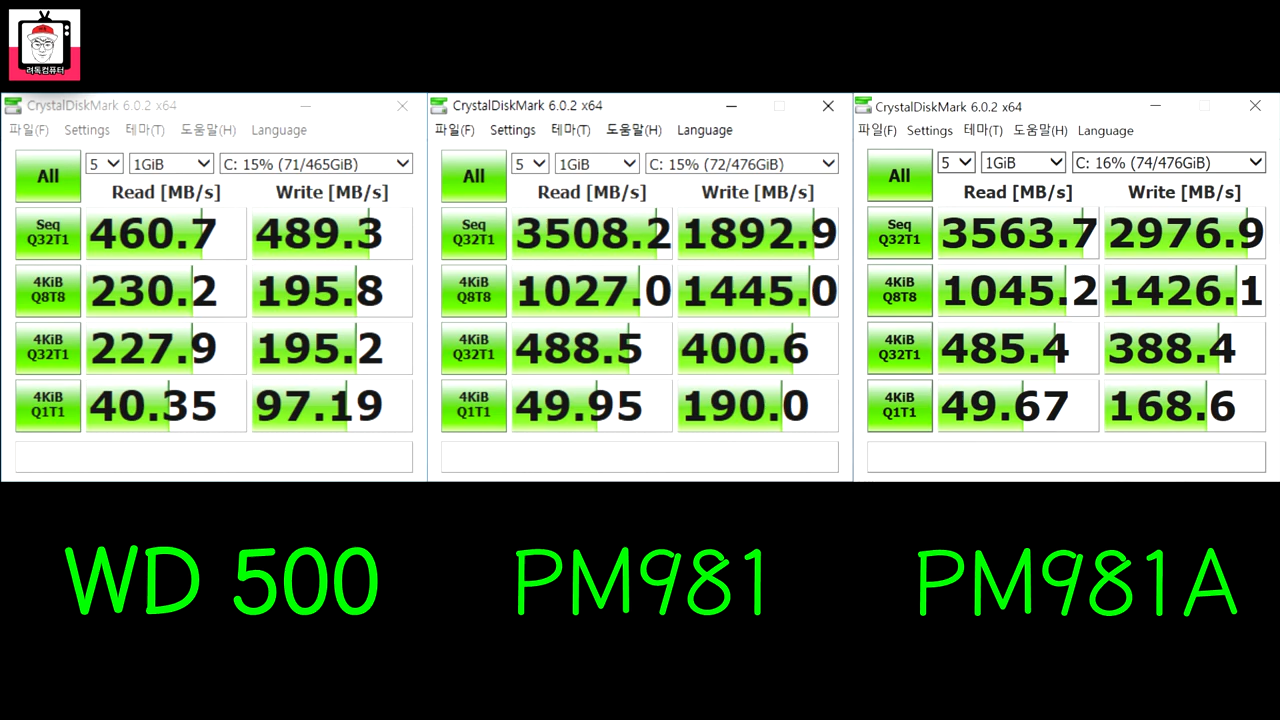 려독컴퓨터
CrystalDiskMark 6.0.2 x64
파일(F) Settings 테마(T) 도움말(H) Language
All 5 1GiB C: 15% (71/465GiB)
Read [MB/s] Write [MB/s]
Seq Q32T1 460.7 489.3
4KiB Q8T8 230.2 195.8
4KiB Q32T1 227.9 195.2
4KiB Q1T1 40.35 97.19
CrystalDiskMark 6.0.2 x64
파일(F) Settings 테마(T) 도움말(H) Language
All 5 1GiB C: 15% (72/476GiB)
Read [MB/s] Write [MB/s]
Seq Q32T1 3508.2 1892.9
4KiB Q8T8 1027.0 1445.0
4KiB Q32T1 488.5 400.6
4KiB Q1T1 49.95 190.0
CrystalDiskMark 6.0.2 x64
파일(F) Settings 테마(T) 도움말(H) Language
All 5 1GiB C: 16% (74/476GiB)
Read [MB/s] Write [MB/s]
Seq Q32T1 3563.7 2976.9
4KiB Q8T8 1045.2 1426.1
4KiB Q32T1 485.4 388.4
4KiB Q1T1 49.67 168.6
WD 500 PM981 PM981A